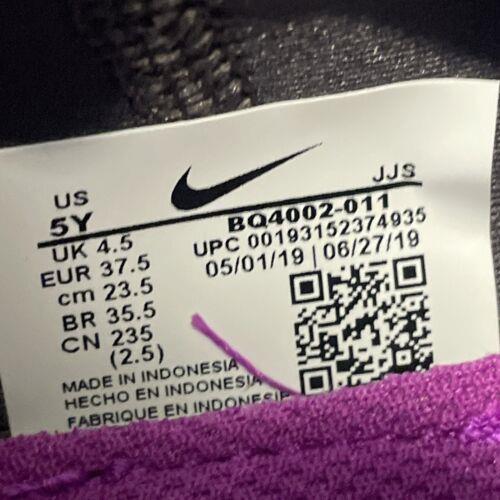 US
JJS
5Y
BQ4002-011
UK 4.5
UPC 00193152374935
EUR 37.5
05/01/19 | 06/27/19
cm 23.5
BR 35.5
CN 235
(2.5)
MADE IN INDONESIA
HECHO EN INDONESIA
FABRIQUE EN INDONESIE